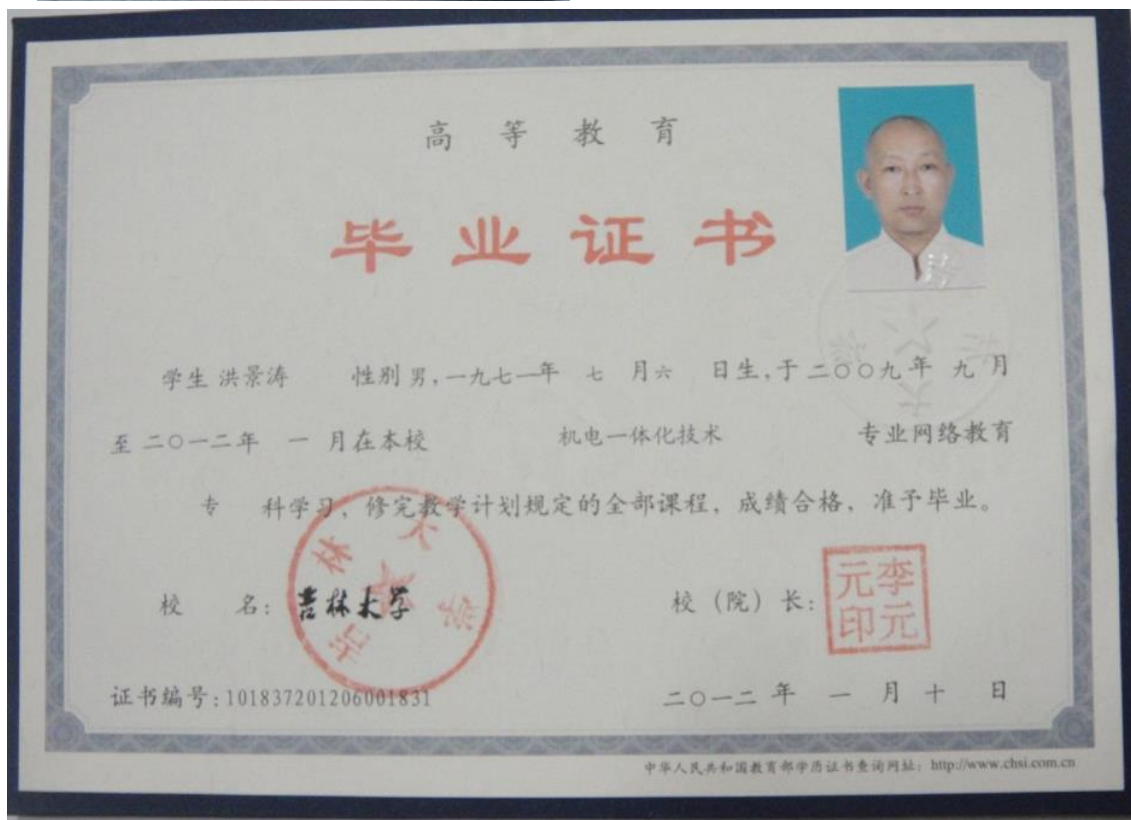 高等教育
毕业证书
学生 洪景涛 性别 男，一九七一年 七 月 六 日生，于 二〇〇九年 九 月
至 二〇一二年 一 月在本校 机电一体化技术 专业网络教育
专 科学习，修完教学计划规定的全部课程，成绩合格，准予毕业。
校 名：吉林大学
吉林大学
校（院）长：
李元元印
证书编号：101837201206001831
二〇一二 年 一 月 十 日
中华人民共和国教育部学历证书查询网址：http://www.chsi.com.cn